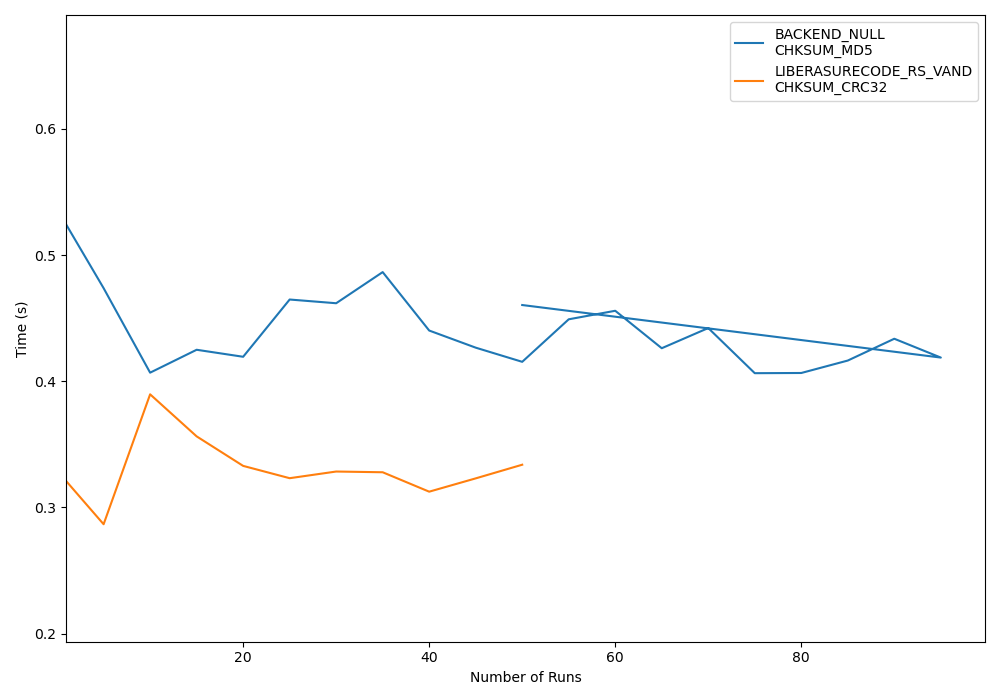 BACKEND_NULL
CHKSUM_MD5
LIBERASURECODE_RS_VAND
CHKSUM_CRC32
Time (s)
0.6
0.5
0.4
0.3
0.2
20 40 60 80
Number of Runs